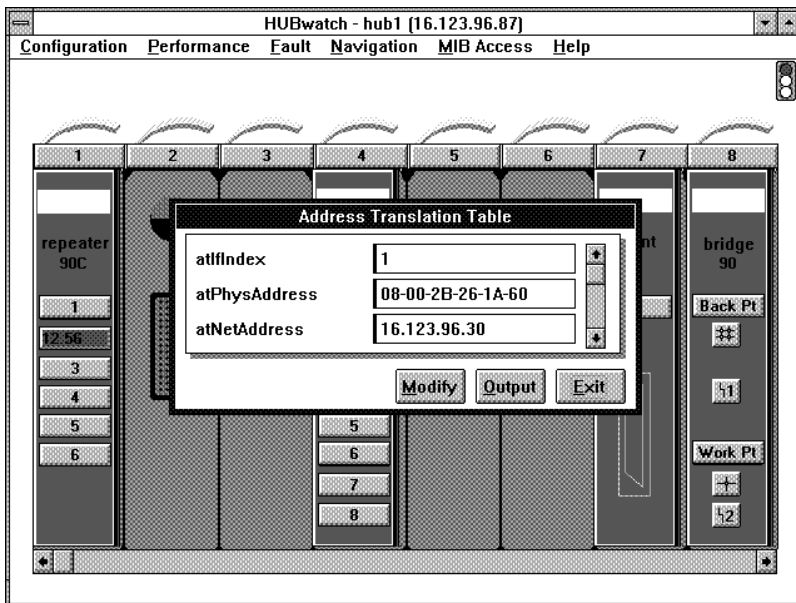 HUBwatch - hub1 (16.123.96.87)
Configuration Performance Fault Navigation MIB Access Help
1 2 3 4 5 6 7 8
Address Translation Table
atIfIndex 1
atPhysAddress 08-00-2B-26-1A-60
atNetAddress 16.123.96.30
Modify Output Exit
repeater
90C
1
12:56
3
4
5
6
5
6
7
8
nt
bridge
90
Back Pt
1
Work Pt
2